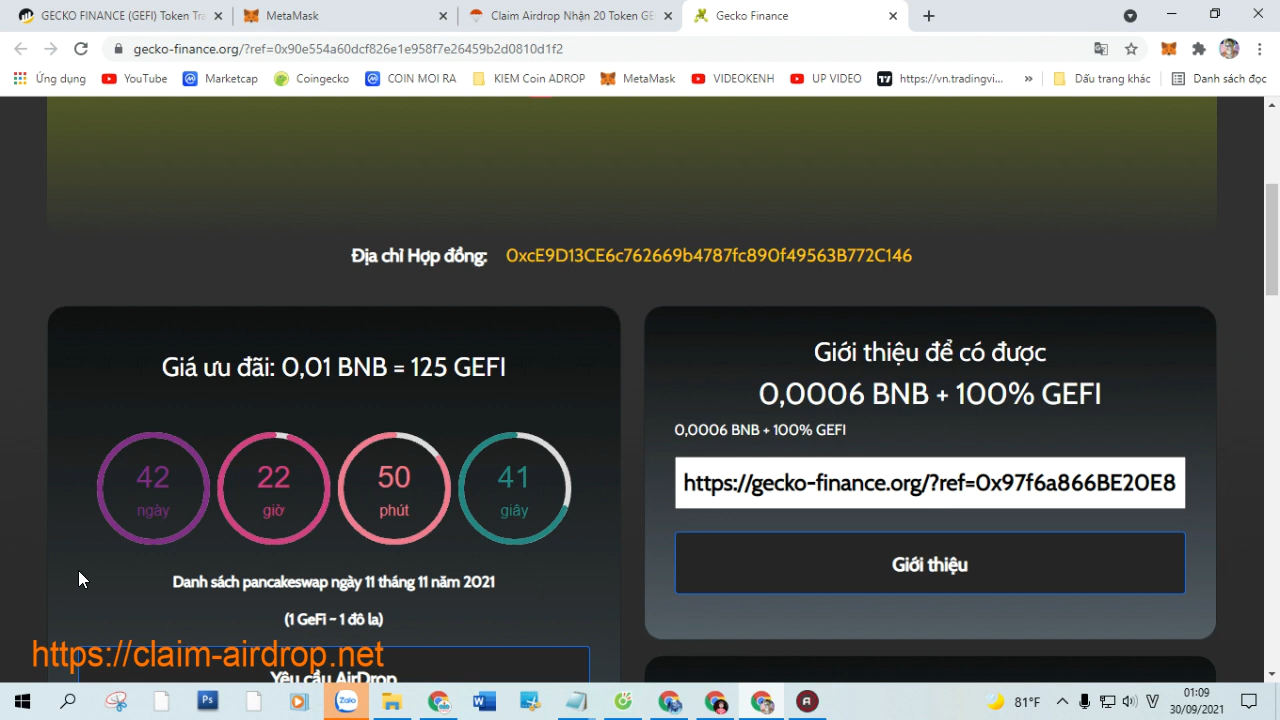 GECKO FINANCE (GEFI) Token Tra
MetaMask
Claim Airdrop Nhận 20 Token GE
Gecko Finance
gecko-finance.org/?ref=0x90e554a60dcf826e1e958f7e26459b2d0810d1f2
Ứng dụng
YouTube
Marketcap
Coingecko
COIN MOI RA
KIEM Coin ADROP
MetaMask
VIDEOKENH
UP VIDEO
https://vn.tradingvi...
»
Dấu trang khác
Danh sách đọc
Địa chỉ Hợp đồng: 0xcE9D13CE6c762669b4787fc890f49563B772C146
Giá ưu đãi: 0,01 BNB = 125 GEFI
42
ngày
22
giờ
50
phút
41
giây
Danh sách pancakeswap ngày 11 tháng 11 năm 2021
(1 GeFi ~ 1 đô la)
Yêu cầu AirDrop
Giới thiệu để có được
0,0006 BNB + 100% GEFI
0,0006 BNB + 100% GEFI
https://gecko-finance.org/?ref=0x97f6a866BE20E8
Giới thiệu
https://claim-airdrop.net
Ps
Zalo
W
A
81°F
V
01:09
30/09/2021